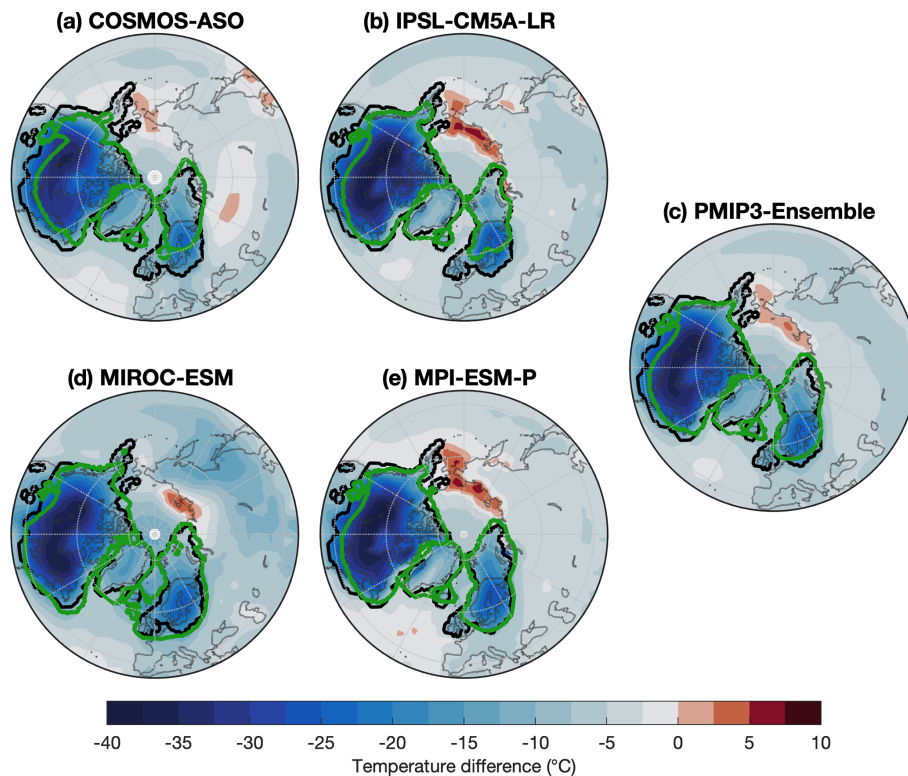 (a) COSMOS-ASO
(b) IPSL-CM5A-LR
(c) PMIP3-Ensemble
(d) MIROC-ESM
(e) MPI-ESM-P
-40 -35 -30 -25 -20 -15 -10 -5 0 5 10
Temperature difference (°C)